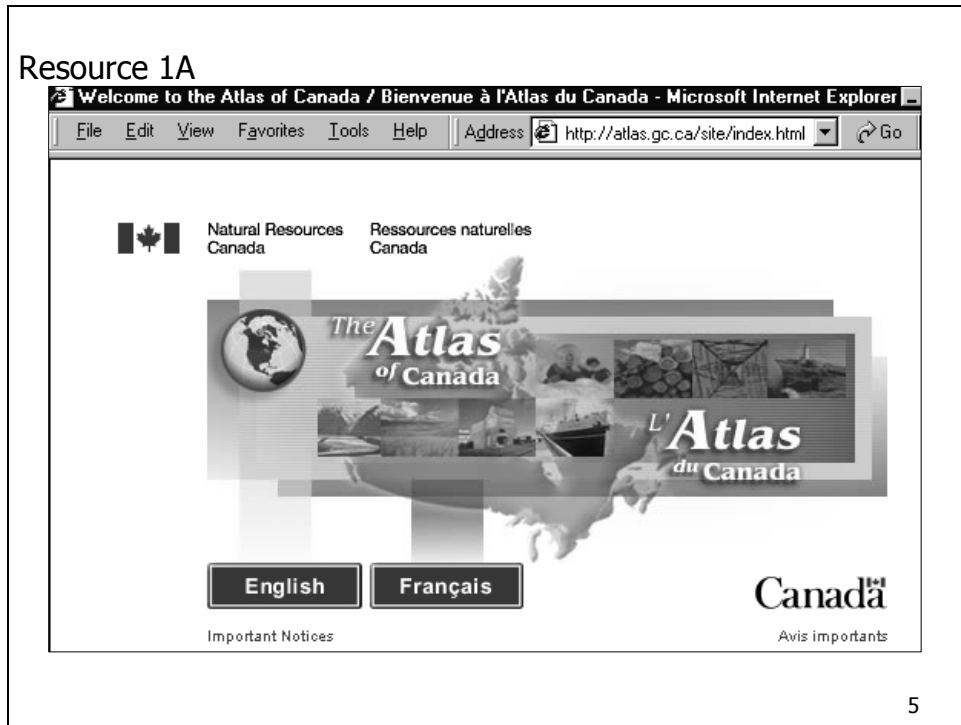 Resource 1A
Welcome to the Atlas of Canada / Bienvenue à l'Atlas du Canada - Microsoft Internet Explorer
File Edit View Favorites Tools Help Address http://atlas.gc.ca/site/index.html Go
Natural Resources Ressources naturelles
Canada Canada
The Atlas
of Canada
L'Atlas
du Canada
English Français
Canada
Important Notices Avis importants
5